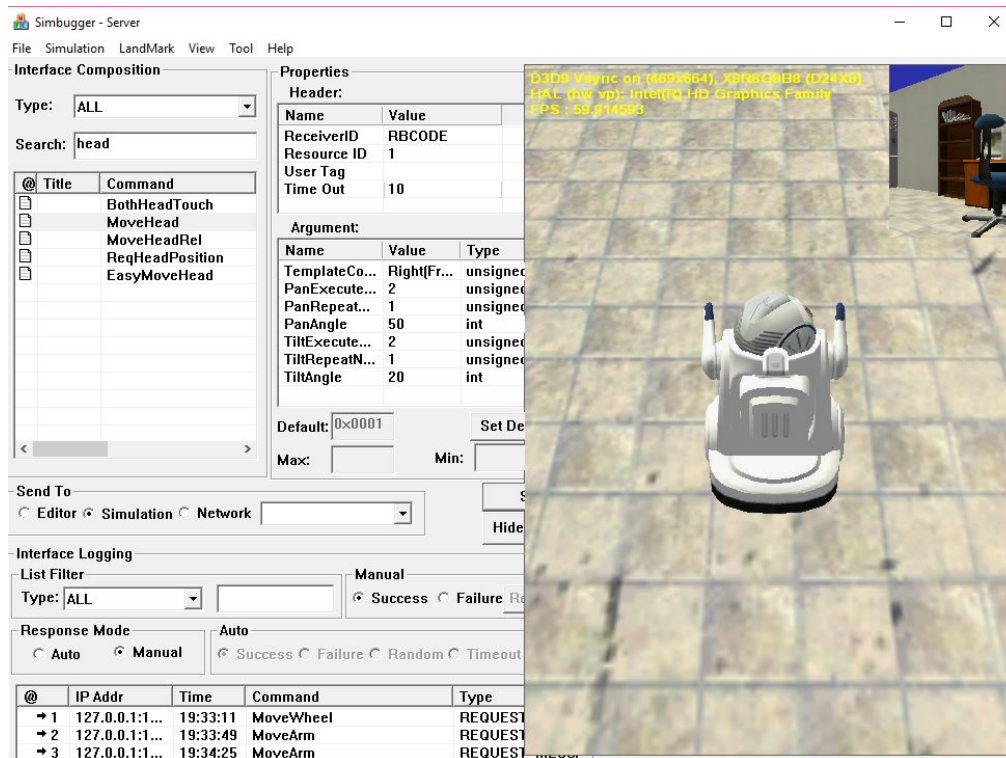 Simbugger - Server
File Simulation LandMark View Tool Help
Interface Composition
Type: ALL
Search: head
@ Title Command
BothHeadTouch
MoveHead
MoveHeadRel
ReqHeadPosition
EasyMoveHead
Properties
Header:
Name Value
ReceiverID RBCODE
Resource ID 1
User Tag
Time Out 10
Argument:
Name Value Type
TemplateCo... Right(Fr... unsigned
PanExecute... 2 unsigned
PanRepeat... 1 unsigned
PanAngle 50 int
TiltExecute... 2 unsigned
TiltRepeatN... 1 unsigned
TiltAngle 20 int
Default: 0x0001 Set De
Max: Min:
D3D9 Vsync on (469x664), X8R8G8B8 (D24X8)
HAL (hw vp): Intel(R) HD Graphics Family
FPS : 59.914593
Send To
Editor Simulation Network
S
Hide
Interface Logging
List Filter
Type: ALL
Manual
Success Failure Re
Response Mode
Auto Manual
Auto
Success Failure Random Timeout
@ IP Addr Time Command Type
1 127.0.0.1:1... 19:33:11 MoveWheel REQUEST
2 127.0.0.1:1... 19:33:49 MoveArm REQUEST
3 127.0.0.1:1... 19:34:25 MoveArm REQUEST